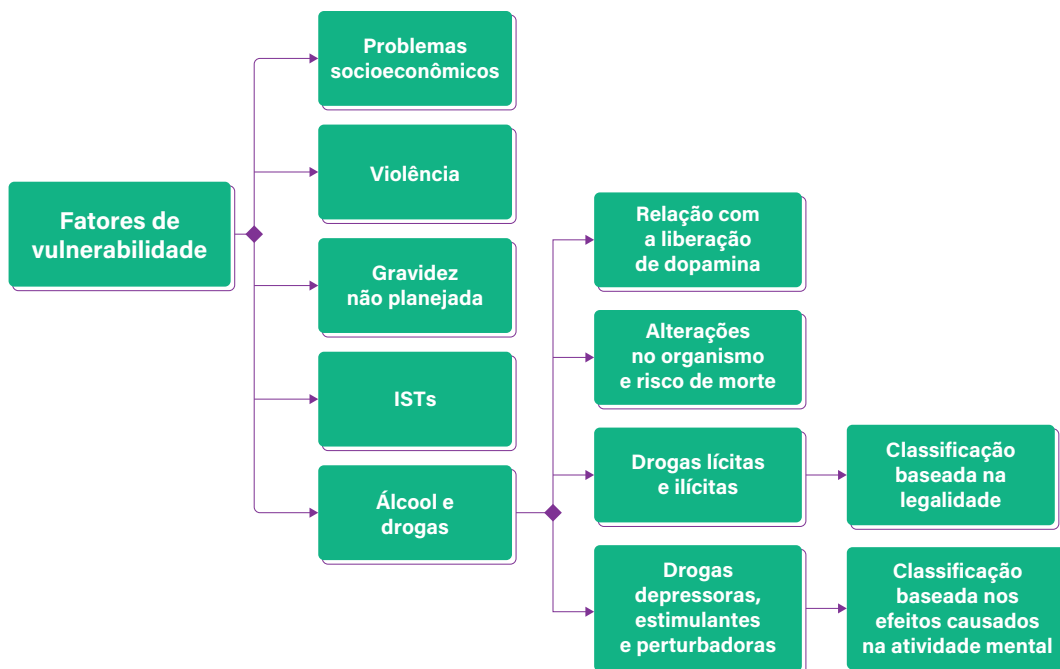 Fatores de
vulnerabilidade
Problemas
socioeconômicos
Violência
Gravidez
não planejada
ISTs
Álcool e
drogas
Relação com
a liberação
de dopamina
Alterações
no organismo
e risco de morte
Drogas lícitas
e ilícitas
Classificação
baseada na
legalidade
Drogas
depressoras,
estimulantes
e perturbadoras
Classificação
baseada nos
efeitos causados
na atividade mental